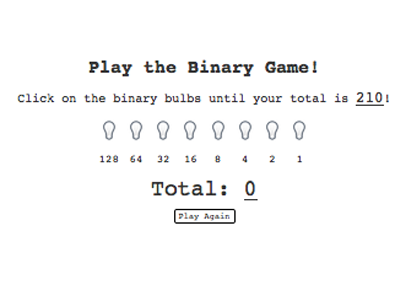 Play the Binary Game!
Click on the binary bulbs until your total is 210!
128 64 32 16 8 4 2 1
Total: 0
Play Again